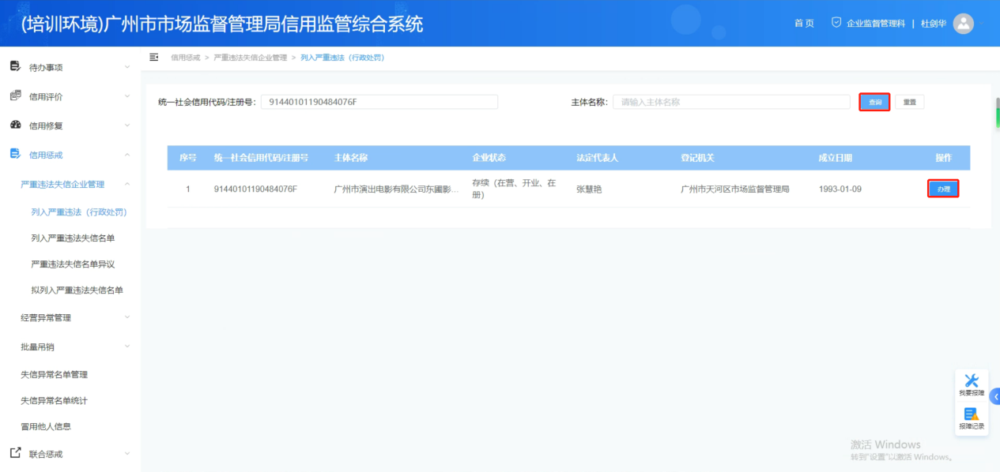 (培训环境)广州市市场监督管理局信用监管综合系统
首页 企业监督管理科 | 杜剑华
待办事项
信用评价
信用修复
信用惩戒
严重违法失信企业管理
列入严重违法（行政处罚）
列入严重违法失信名单
严重违法失信名单异议
拟列入严重违法失信名单
经营异常管理
批量吊销
失信异常名单管理
失信异常名单统计
冒用他人信息
联合惩戒
信用惩戒 > 严重违法失信企业管理 > 列入严重违法（行政处罚）
统一社会信用代码/注册号: 91440101190484076F 主体名称: 请输入主体名称 查询 重置
序号 统一社会信用代码/注册号 主体名称 企业状态 法定代表人 登记机关 成立日期 操作
1 91440101190484076F 广州市演出电影有限公司东圃影... 存续（在营、开业、在
册） 张慧艳 广州市天河区市场监督管理局 1993-01-09 办理
我要报障
报障记录
激活 Windows
转到"设置"以激活 Windows。